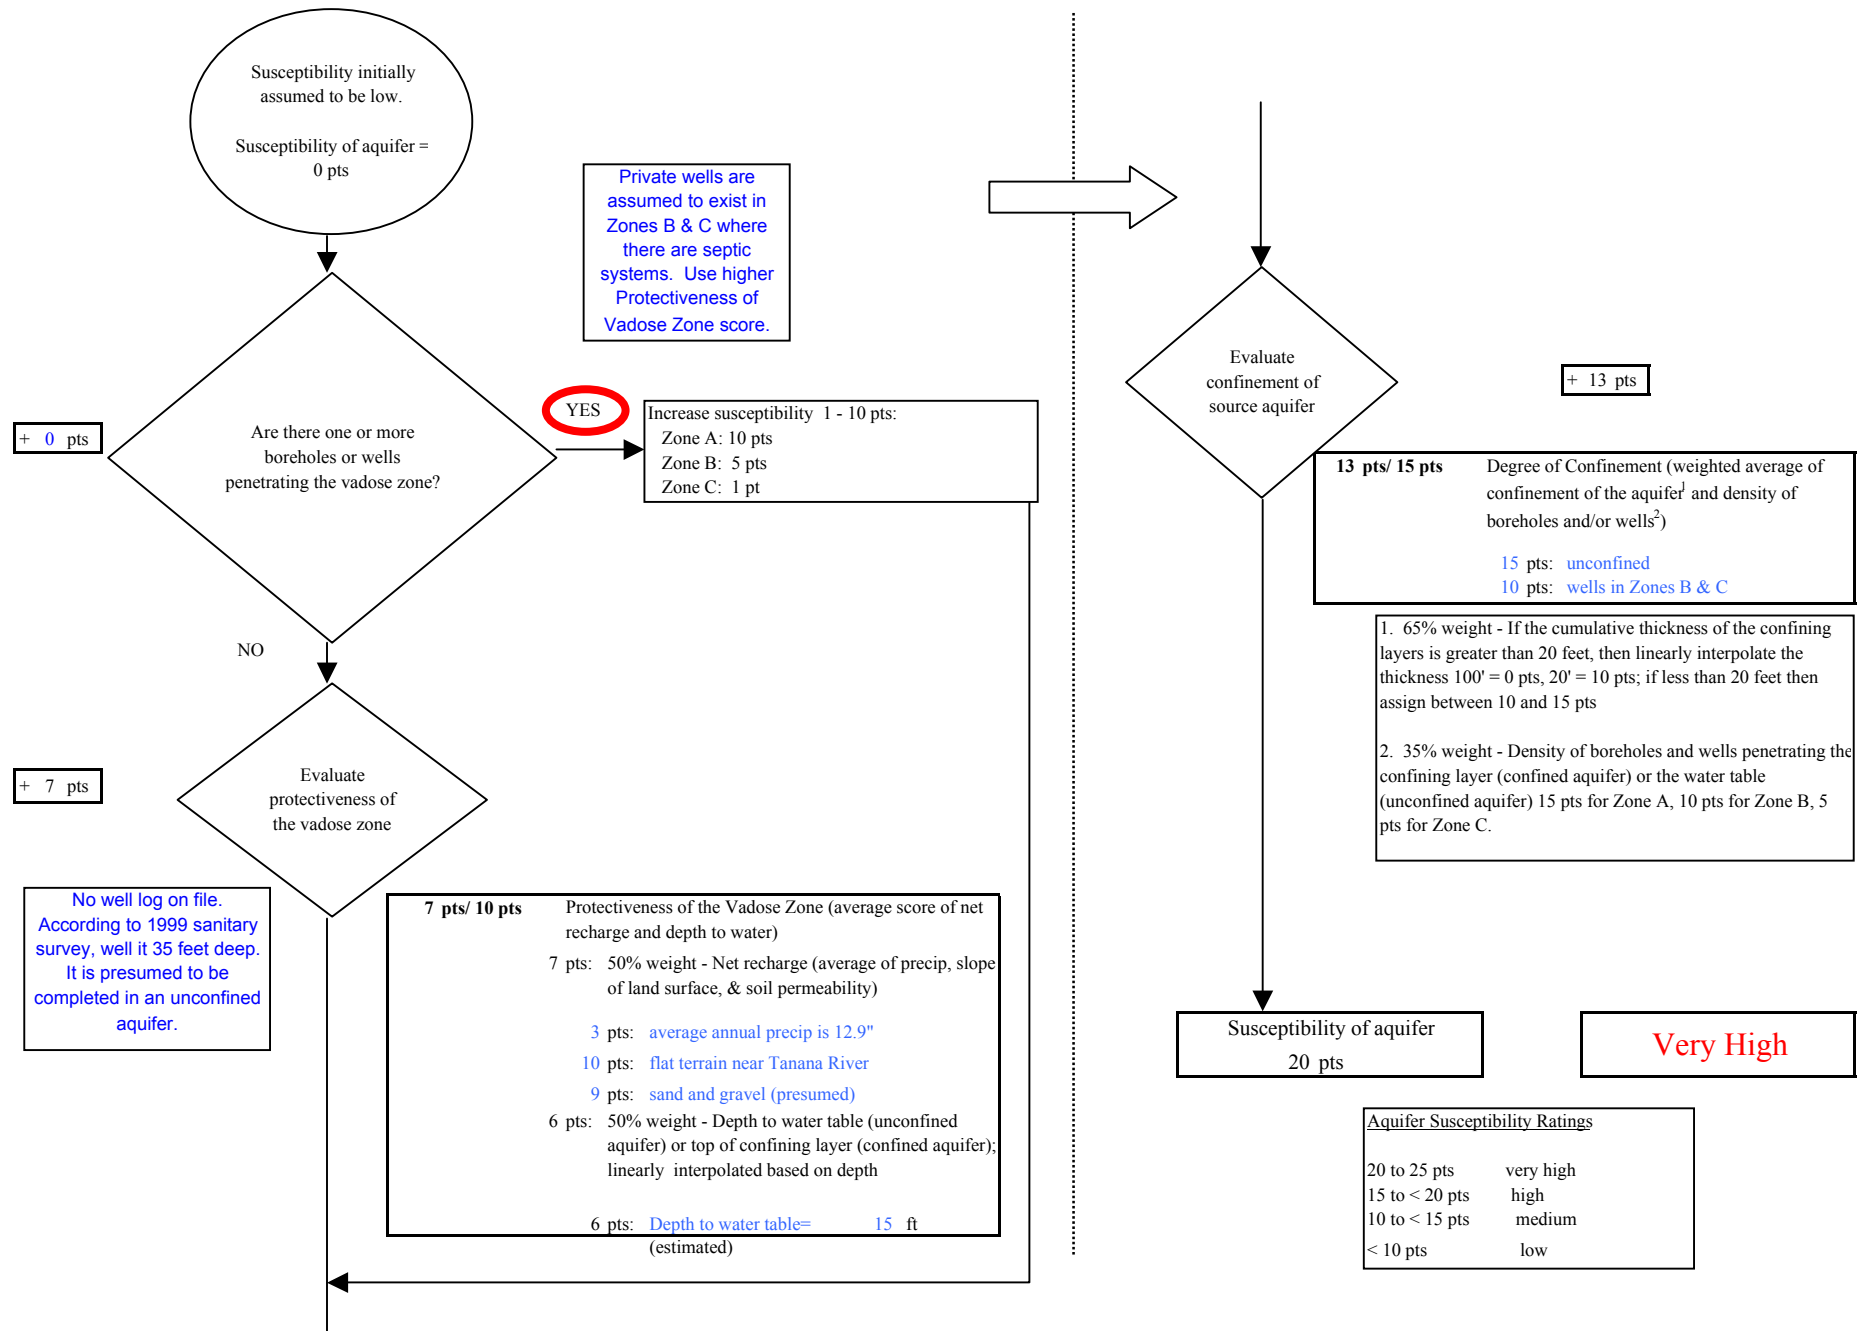 Susceptibility initially
assumed to be low.
Susceptibility of aquifer =
0 pts
Private wells are
assumed to exist in
Zones B & C where
there are septic
systems. Use higher
Protectiveness of
Vadose Zone score.
+ 0 pts
Are there one or more
boreholes or wells
penetrating the vadose zone?
YES
Increase susceptibility 1 - 10 pts:
Zone A: 10 pts
Zone B: 5 pts
Zone C: 1 pt
NO
+ 7 pts
Evaluate
protectiveness of
the vadose zone
No well log on file.
According to 1999 sanitary
survey, well it 35 feet deep.
It is presumed to be
completed in an unconfined
aquifer.
7 pts/ 10 pts Protectiveness of the Vadose Zone (average score of net
recharge and depth to water)
7 pts: 50% weight - Net recharge (average of precip, slope
of land surface, & soil permeability)
3 pts: average annual precip is 12.9"
10 pts: flat terrain near Tanana River
9 pts: sand and gravel (presumed)
6 pts: 50% weight - Depth to water table (unconfined
aquifer) or top of confining layer (confined aquifer);
linearly interpolated based on depth
6 pts: Depth to water table= 15 ft
(estimated)
Evaluate
confinement of
source aquifer
+ 13 pts
13 pts/ 15 pts Degree of Confinement (weighted average of
confinement of the aquifer1 and density of
boreholes and/or wells2)
15 pts: unconfined
10 pts: wells in Zones B & C
1. 65% weight - If the cumulative thickness of the confining
layers is greater than 20 feet, then linearly interpolate the
thickness 100' = 0 pts, 20' = 10 pts; if less than 20 feet then
assign between 10 and 15 pts
2. 35% weight - Density of boreholes and wells penetrating the
confining layer (confined aquifer) or the water table
(unconfined aquifer) 15 pts for Zone A, 10 pts for Zone B, 5
pts for Zone C.
Susceptibility of aquifer
20 pts
Very High
Aquifer Susceptibility Ratings
20 to 25 pts very high
15 to < 20 pts high
10 to < 15 pts medium
< 10 pts low